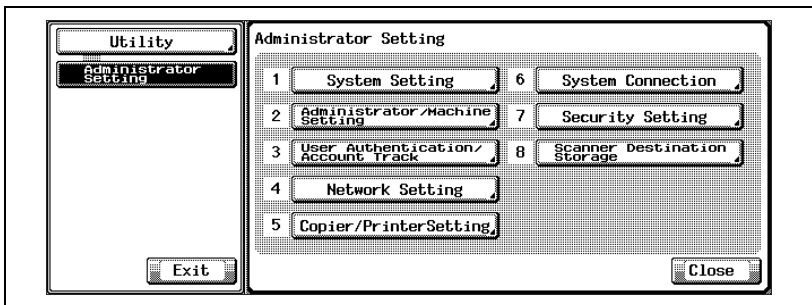 Utility
Administrator
Setting
Exit
Administrator Setting
1 System Setting
2 Administrator/Machine
Setting
3 User Authentication/
Account Track
4 Network Setting
5 Copier/PrinterSetting
6 System Connection
7 Security Setting
8 Scanner Destination
Storage
Close